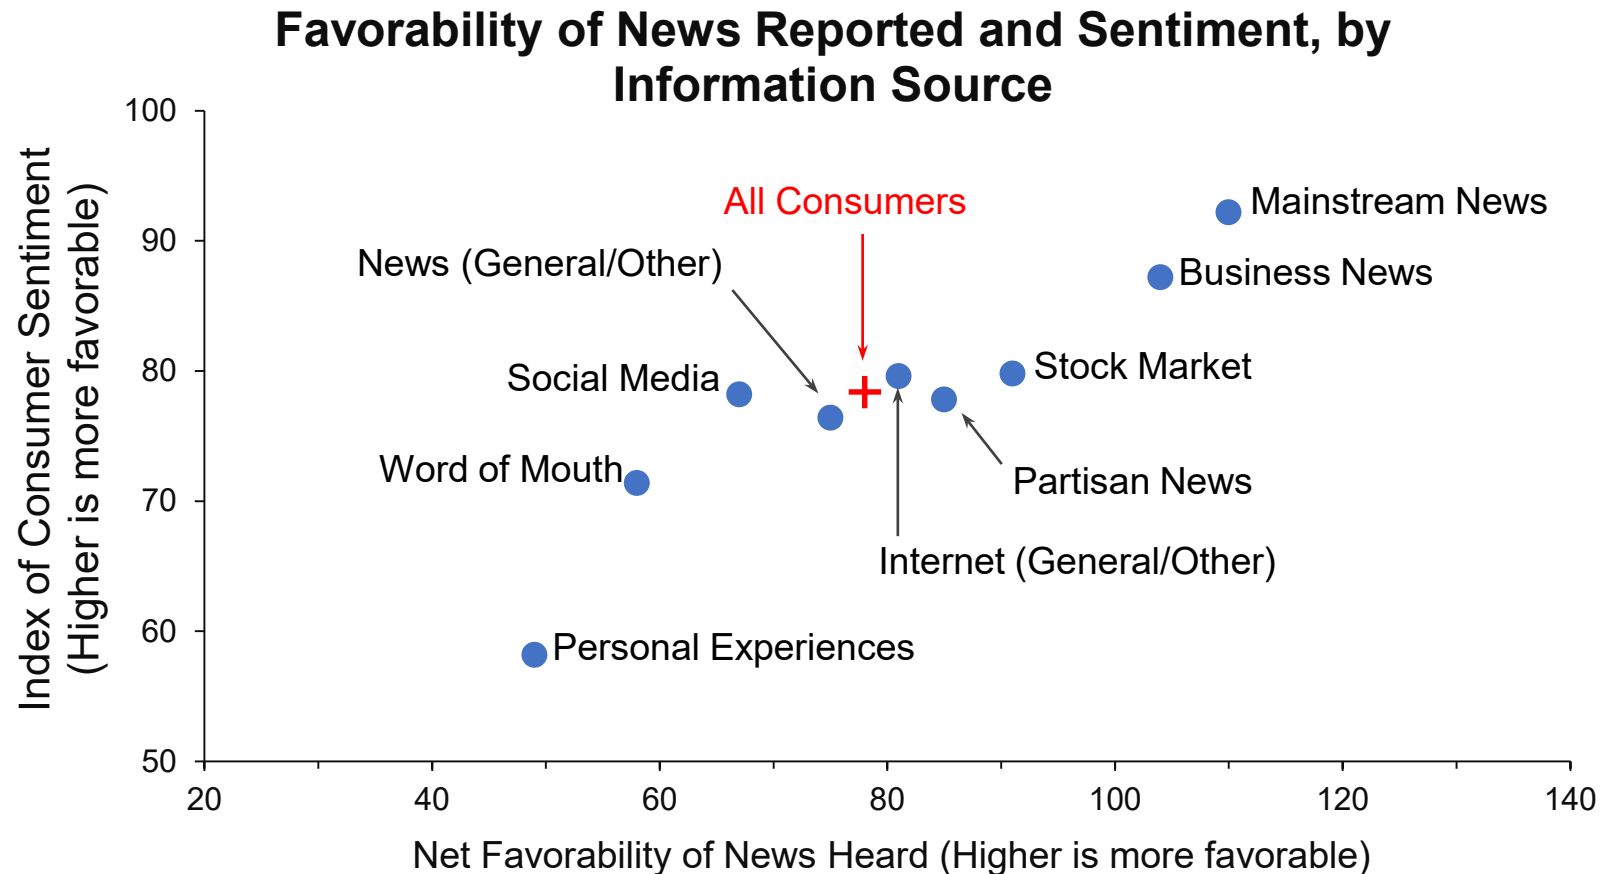 Favorability of News Reported and Sentiment, by
Information Source
Index of Consumer Sentiment
(Higher is more favorable)
100
90
80
70
60
50
All Consumers
Mainstream News
News (General/Other)
Business News
Social Media
Stock Market
Word of Mouth
Partisan News
Internet (General/Other)
Personal Experiences
20
40
60
80
100
120
140
Net Favorability of News Heard (Higher is more favorable)